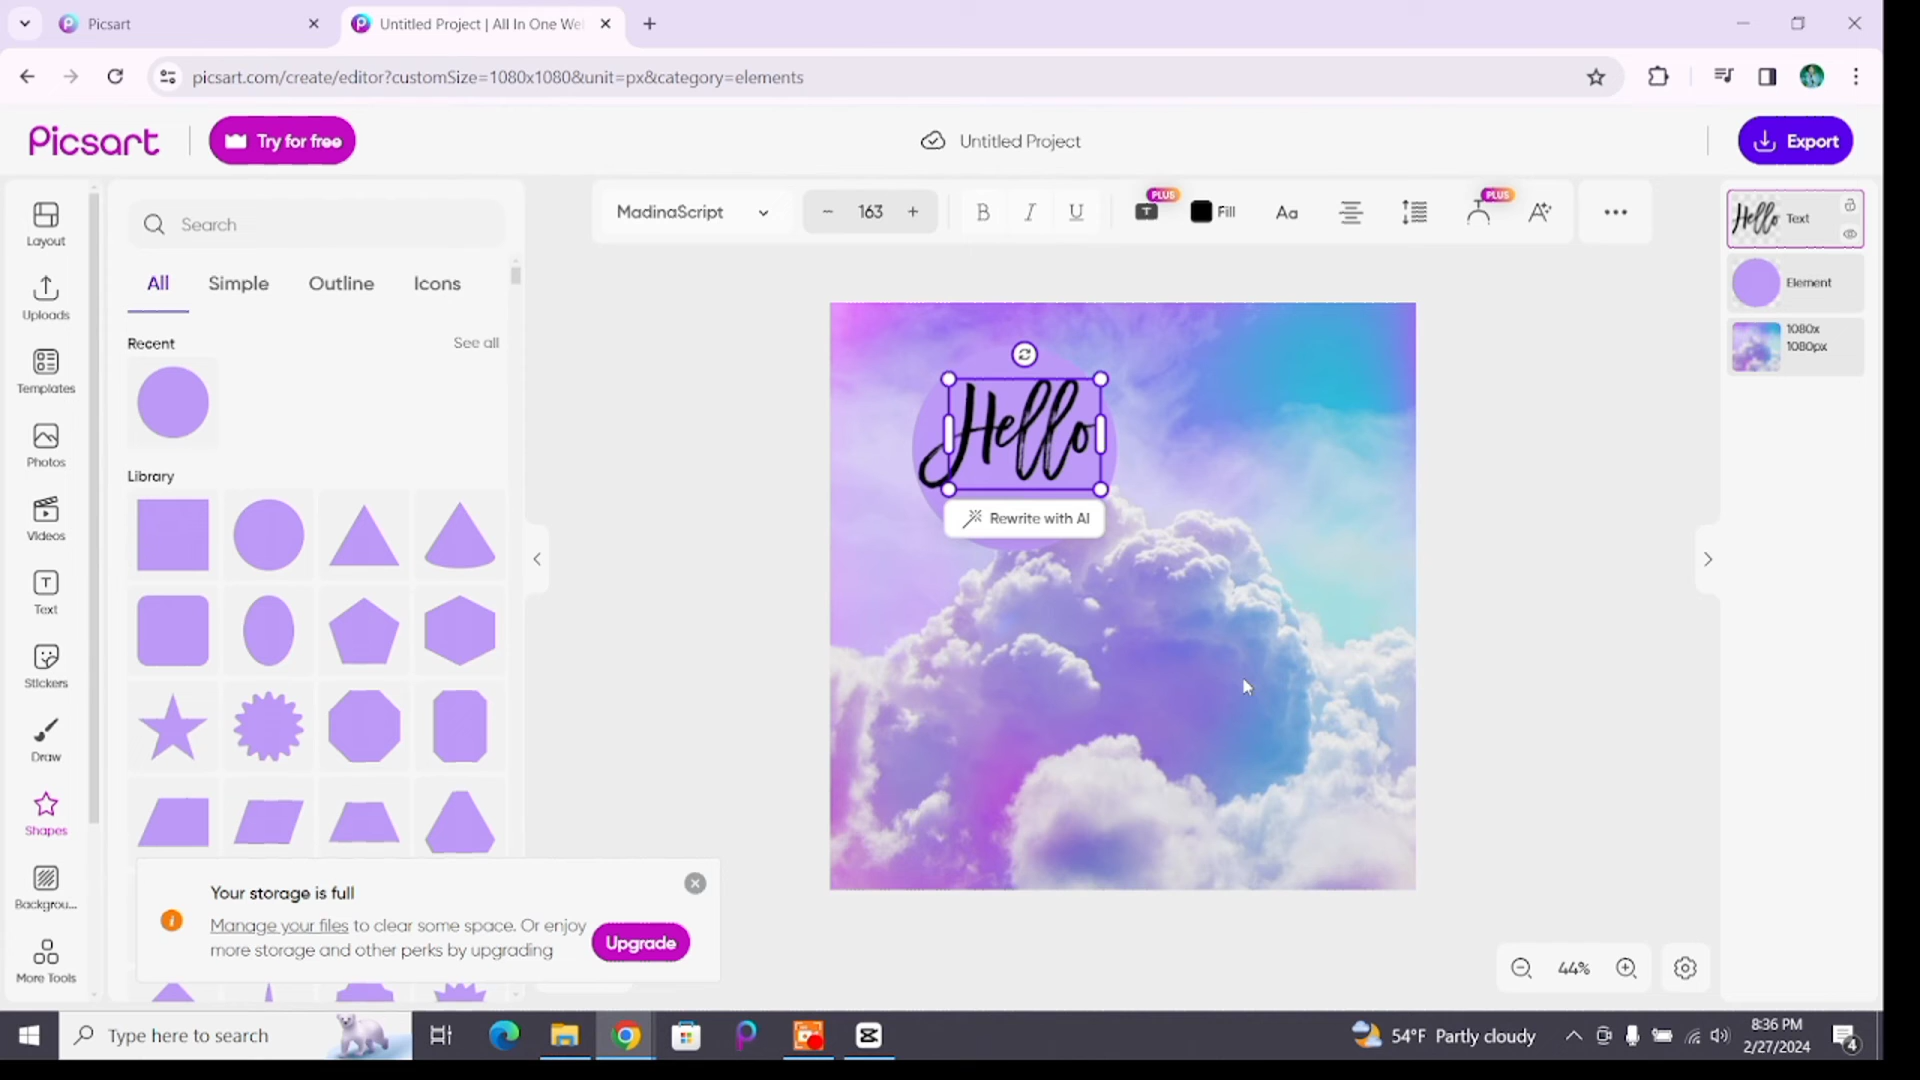 Picsart
Untitled Project | All In One We
picsart.com/create/editor?customSize=1080x1080&unit=px&category=elements
Picsart
Try for free
Untitled Project
Export
Layout
Uploads
Templates
Photos
Videos
Text
Stickers
Draw
Shapes
Backgrou...
More Tools
Search
All Simple Outline Icons
Recent See all
Library
MadinaScript
- 163 +
B I U
PLUS
T
Fill
Aa
PLUS
T
A
Hello
Rewrite with AI
Hello Text
Element
1080x
1080px
Your storage is full
Manage your files to clear some space. Or enjoy
more storage and other perks by upgrading
Upgrade
44%
Type here to search
54°F Partly cloudy
8:36 PM
2/27/2024
4